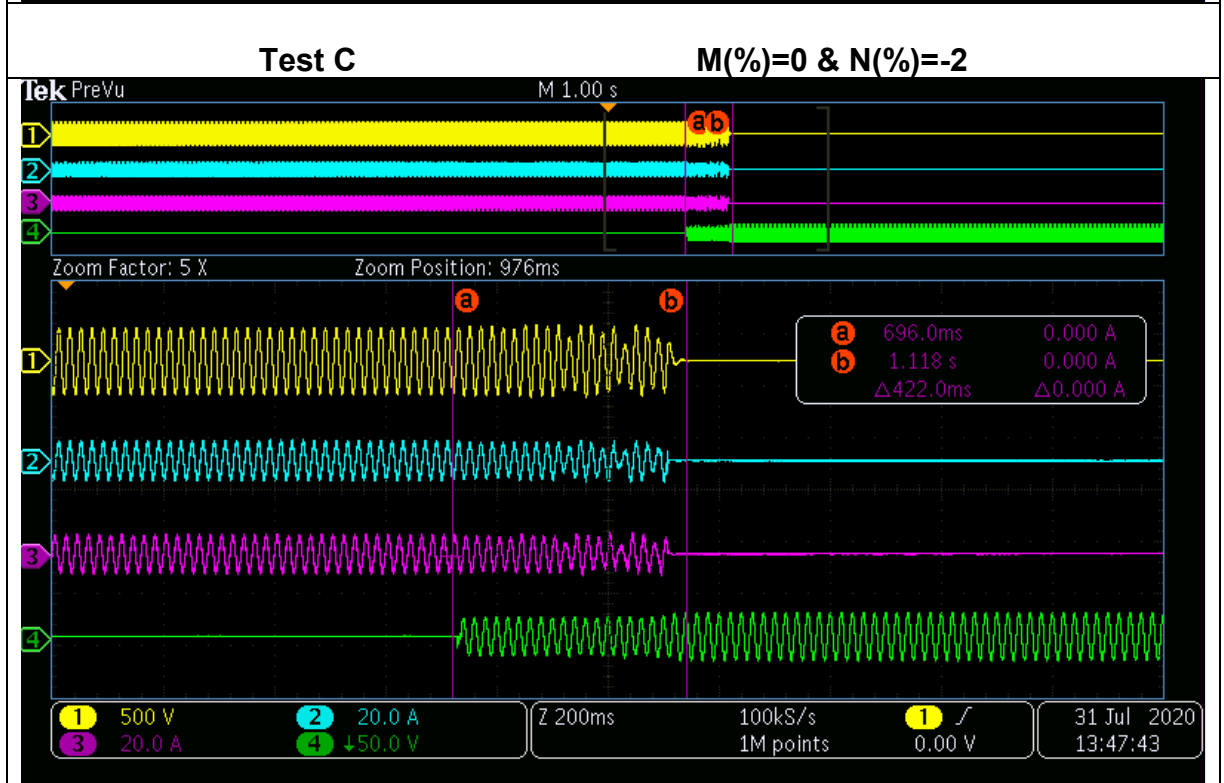 Test C M(%)=0 & N(%)=-2
Tek PreVu M 1.00 s
a b
1
2
3
4
Zoom Factor: 5 X Zoom Position: 976ms
a b
a 696.0ms 0.000 A
b 1.118 s 0.000 A
△422.0ms △0.000 A
1
2
3
4
1 500 V 2 20.0 A Z 200ms 100kS/s 1 ∫ 31 Jul 2020
3 20.0 A 4 ↓50.0 V 1M points 0.00 V 13:47:43